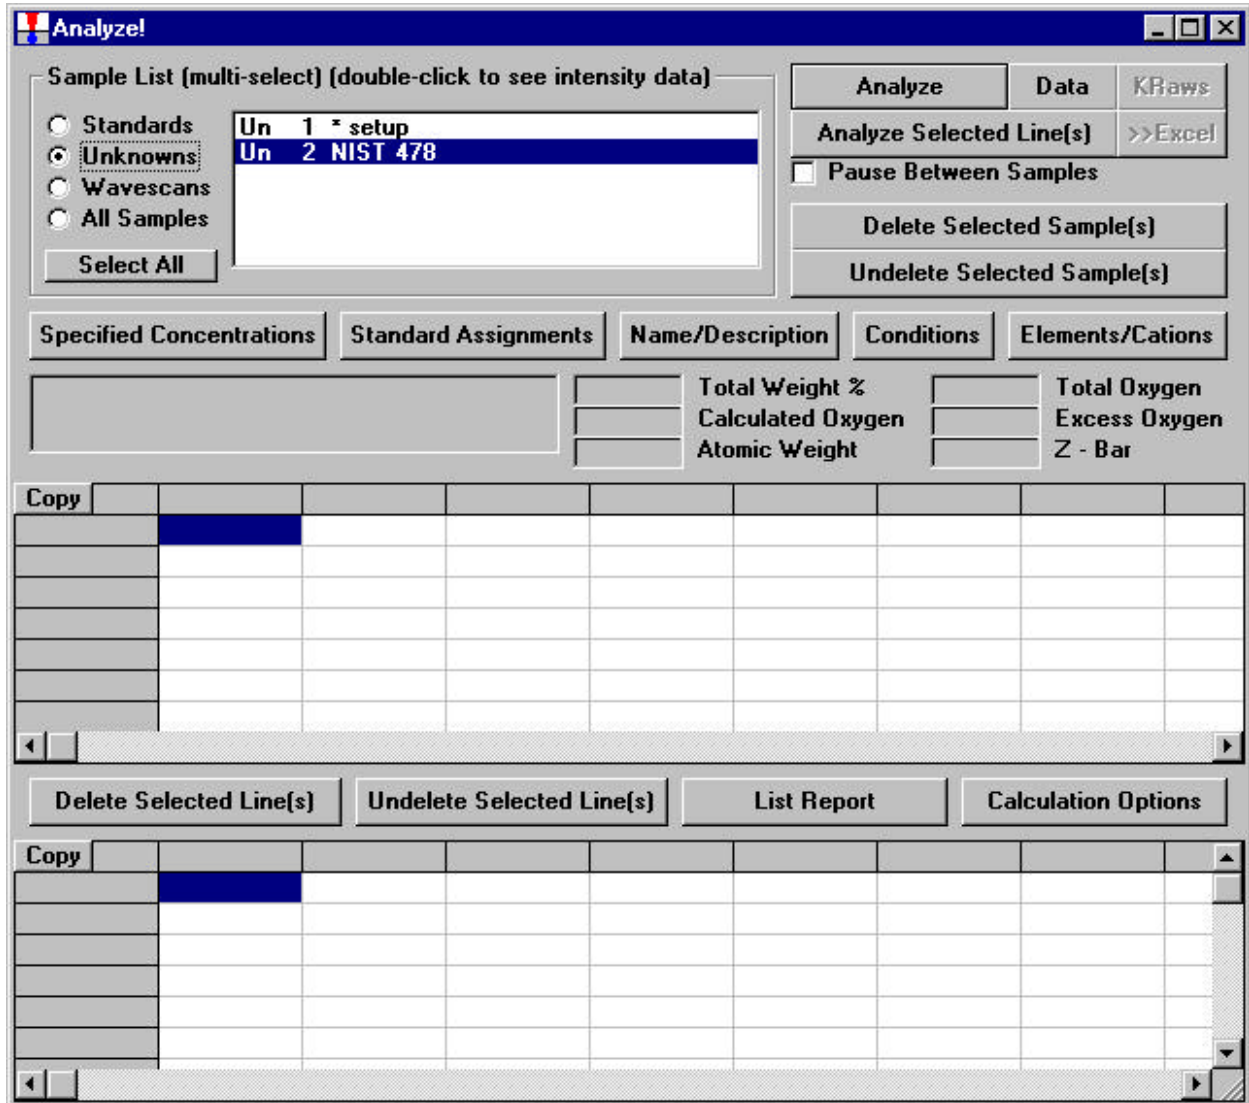 Analyze!
Sample List (multi-select) (double-click to see intensity data)
Standards
Unknowns
Wavescans
All Samples
Select All
Un 1 * setup
Un 2 NIST 478
Analyze Data KRaws
Analyze Selected Line(s) >>Excel
Pause Between Samples
Delete Selected Sample(s)
Undelete Selected Sample(s)
Specified Concentrations Standard Assignments Name/Description Conditions Elements/Cations
Total Weight % Total Oxygen
Calculated Oxygen Excess Oxygen
Atomic Weight Z - Bar
Copy
Delete Selected Line(s) Undelete Selected Line(s) List Report Calculation Options
Copy